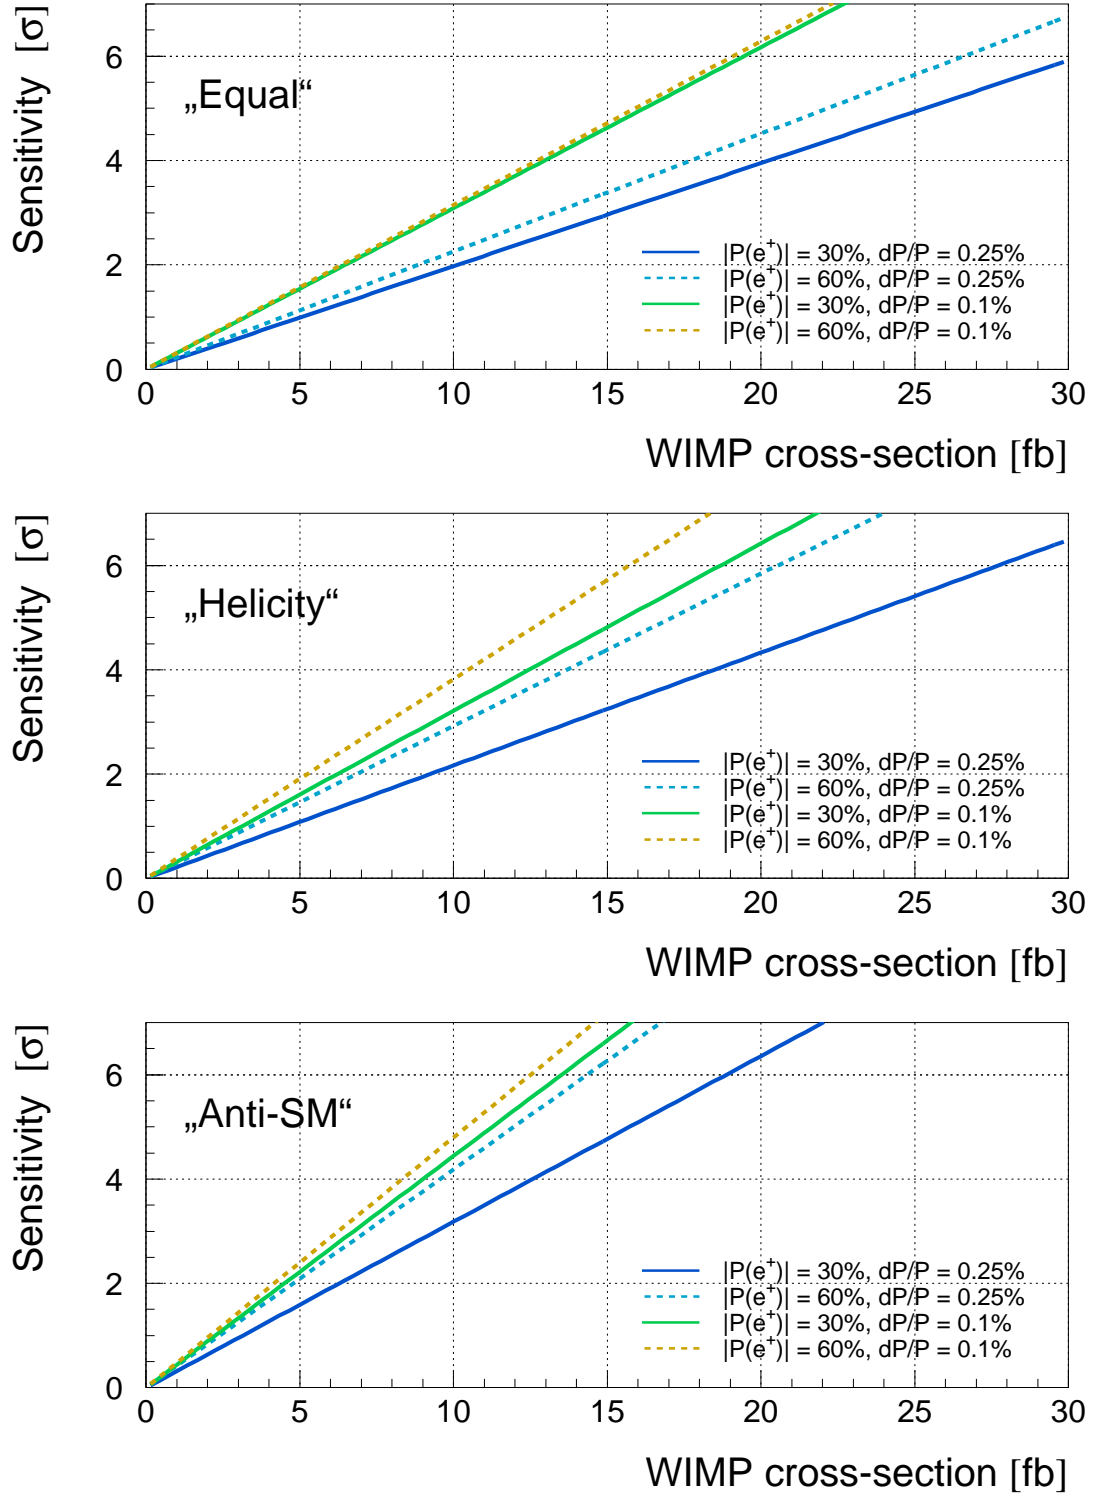 Sensitivity [σ]
6
4
2
0
„Equal“
|P(e+)| = 30%, dP/P = 0.25%
|P(e+)| = 60%, dP/P = 0.25%
|P(e+)| = 30%, dP/P = 0.1%
|P(e+)| = 60%, dP/P = 0.1%
0 5 10 15 20 25 30
WIMP cross-section [fb]
Sensitivity [σ]
6
4
2
0
„Helicity“
|P(e+)| = 30%, dP/P = 0.25%
|P(e+)| = 60%, dP/P = 0.25%
|P(e+)| = 30%, dP/P = 0.1%
|P(e+)| = 60%, dP/P = 0.1%
0 5 10 15 20 25 30
WIMP cross-section [fb]
Sensitivity [σ]
6
4
2
0
„Anti-SM“
|P(e+)| = 30%, dP/P = 0.25%
|P(e+)| = 60%, dP/P = 0.25%
|P(e+)| = 30%, dP/P = 0.1%
|P(e+)| = 60%, dP/P = 0.1%
0 5 10 15 20 25 30
WIMP cross-section [fb]